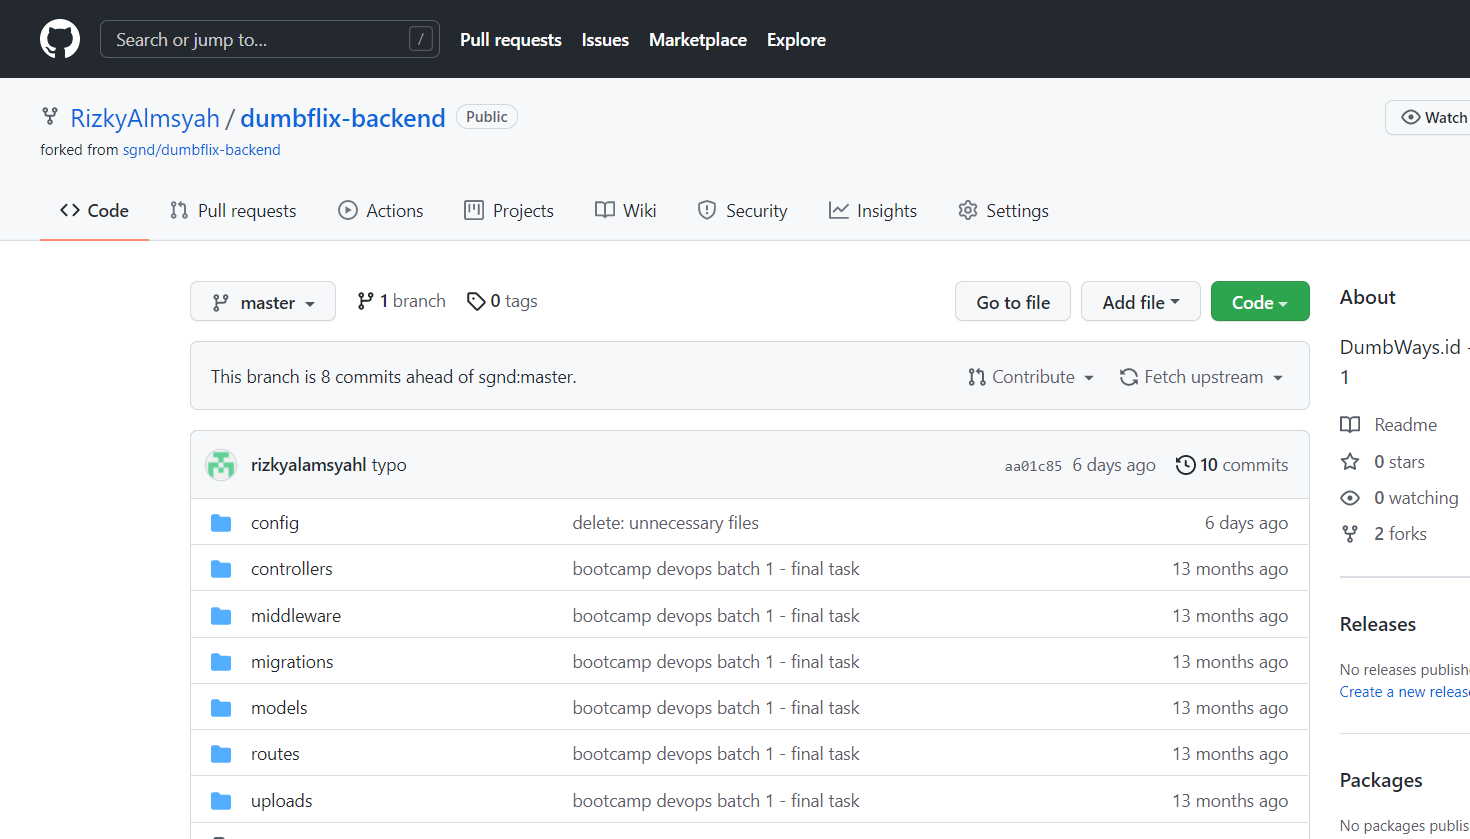 Search or jump to... /
Pull requests Issues Marketplace Explore
RizkyAlmsyah / dumbflix-backend Public
Watch
forked from sgnd/dumbflix-backend
Code Pull requests Actions Projects Wiki Security Insights Settings
master 1 branch 0 tags Go to file Add file Code
This branch is 8 commits ahead of sgnd:master. Contribute Fetch upstream
rizkyalamsyahl typo aa01c85 6 days ago 10 commits
config delete: unnecessary files 6 days ago
controllers bootcamp devops batch 1 - final task 13 months ago
middleware bootcamp devops batch 1 - final task 13 months ago
migrations bootcamp devops batch 1 - final task 13 months ago
models bootcamp devops batch 1 - final task 13 months ago
routes bootcamp devops batch 1 - final task 13 months ago
uploads bootcamp devops batch 1 - final task 13 months ago
About
DumbWays.id -
1
Readme
0 stars
0 watching
2 forks
Releases
No releases publish
Create a new releas
Packages
No packages publis